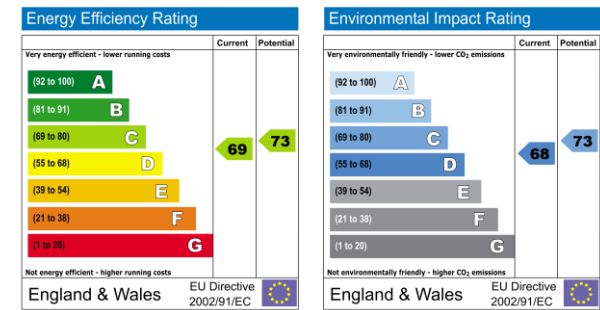 Energy Efficiency Rating
Current Potential
Very energy efficient - lower running costs
(92 to 100) A
(81 to 91) B
(69 to 80) C
(55 to 68) D
(39 to 54) E
(21 to 38) F
(1 to 20) G
69
73
Not energy efficient - higher running costs
England & Wales
EU Directive
2002/91/EC
Environmental Impact Rating
Current Potential
Very environmentally friendly - lower CO₂ emissions
(92 to 100) A
(81 to 91) B
(69 to 80) C
(55 to 68) D
(39 to 54) E
(21 to 38) F
(1 to 20) G
68
73
Not environmentally friendly - higher CO₂ emissions
England & Wales
EU Directive
2002/91/EC